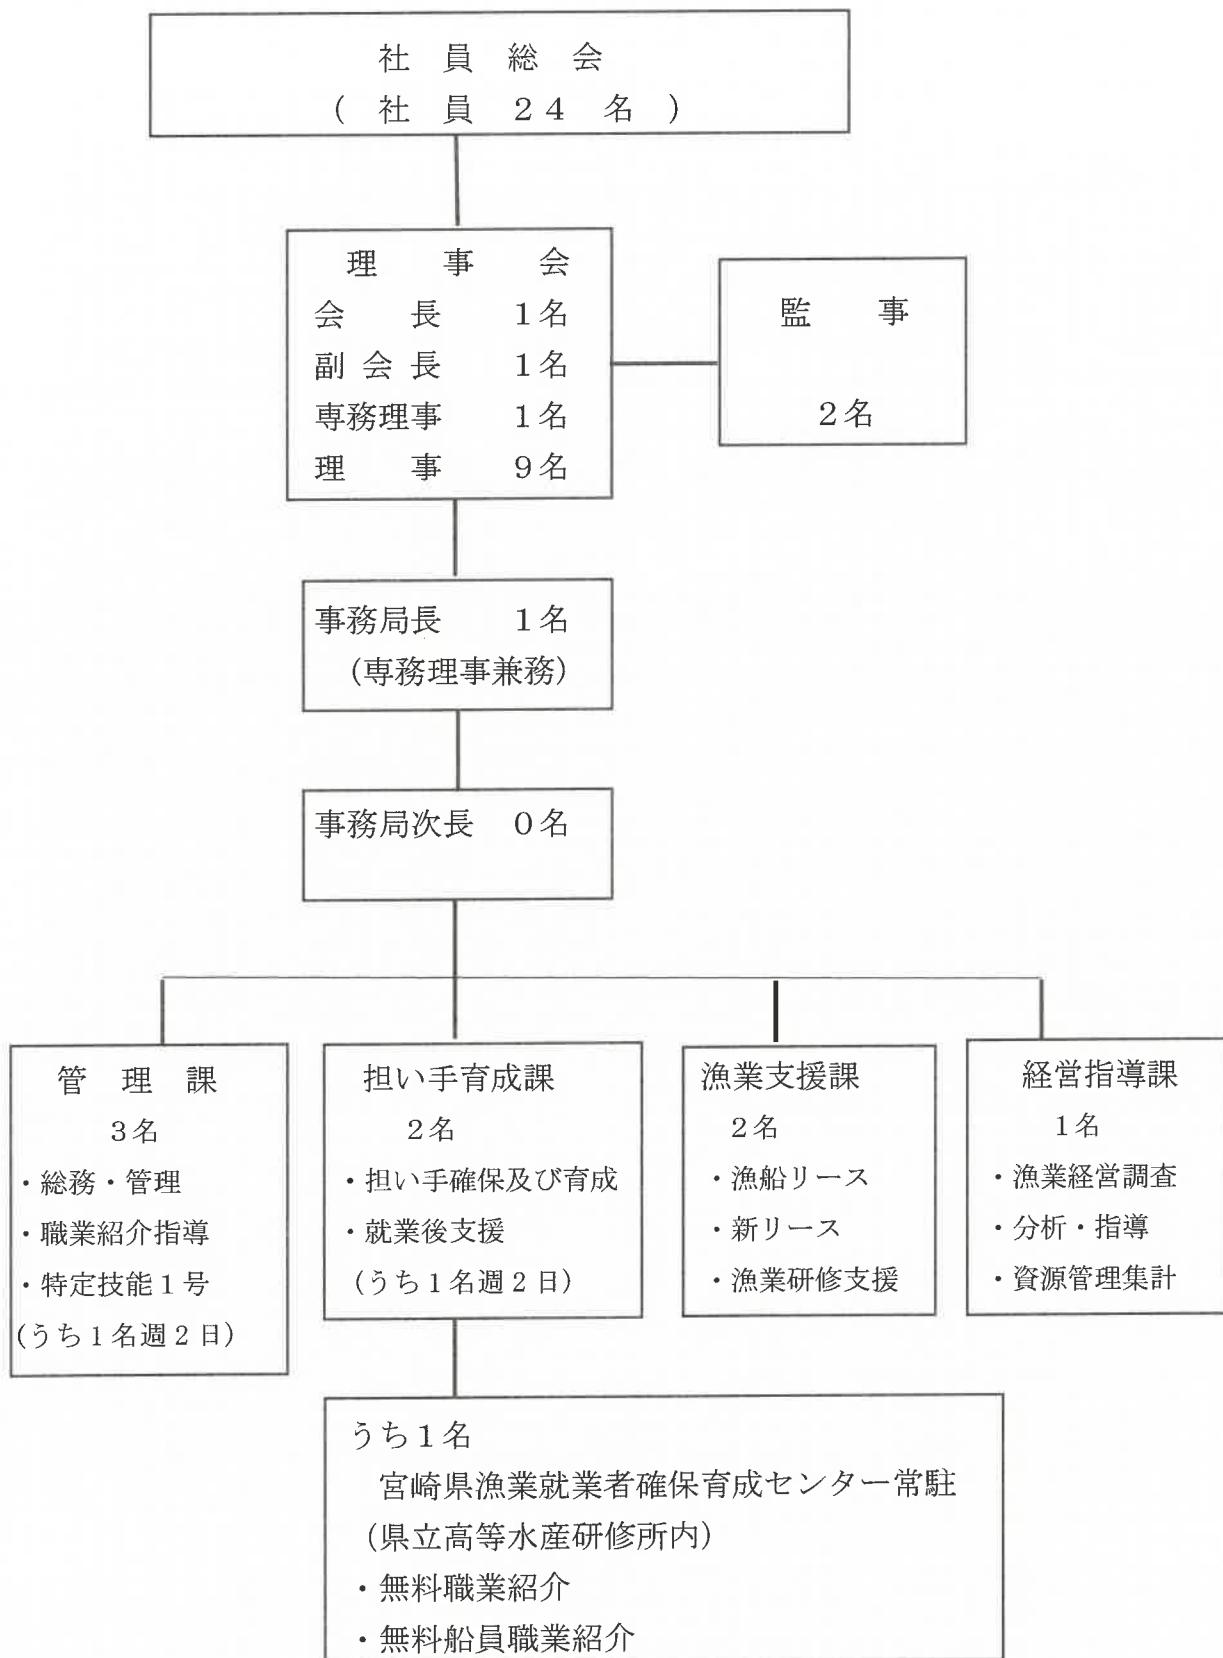 社員総会
(社員24名)
理事会
会長 1名
副会長 1名
専務理事 1名
理事 9名
監事
2名
事務局長 1名
(専務理事兼務)
事務局次長 0名
管理課
3名
・総務・管理
・職業紹介指導
・特定技能1号
(うち1名週2日)
担い手育成課
2名
・担い手確保及び育成
・就業後支援
(うち1名週2日)
漁業支援課
2名
・漁船リース
・新リース
・漁業研修支援
経営指導課
1名
・漁業経営調査
・分析・指導
・資源管理集計
うち1名
宮崎県漁業就業者確保育成センター常駐
(県立高等水産研修所内)
・無料職業紹介
・無料船員職業紹介